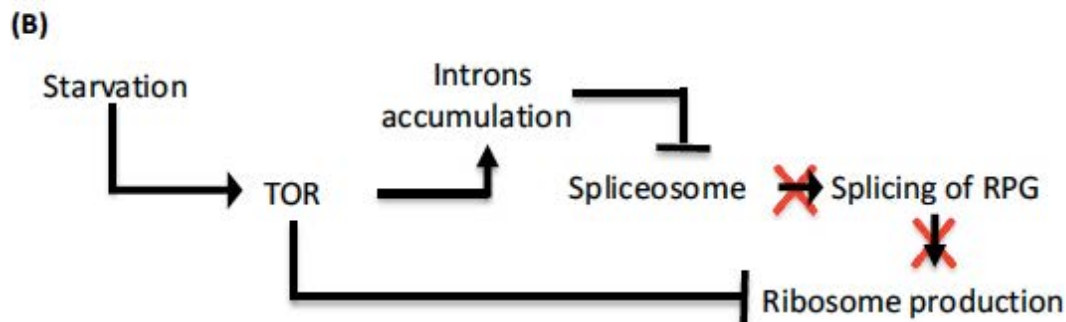 (B)
Starvation
Introns
accumulation
TOR
Spliceosome
Splicing of RPG
Ribosome production